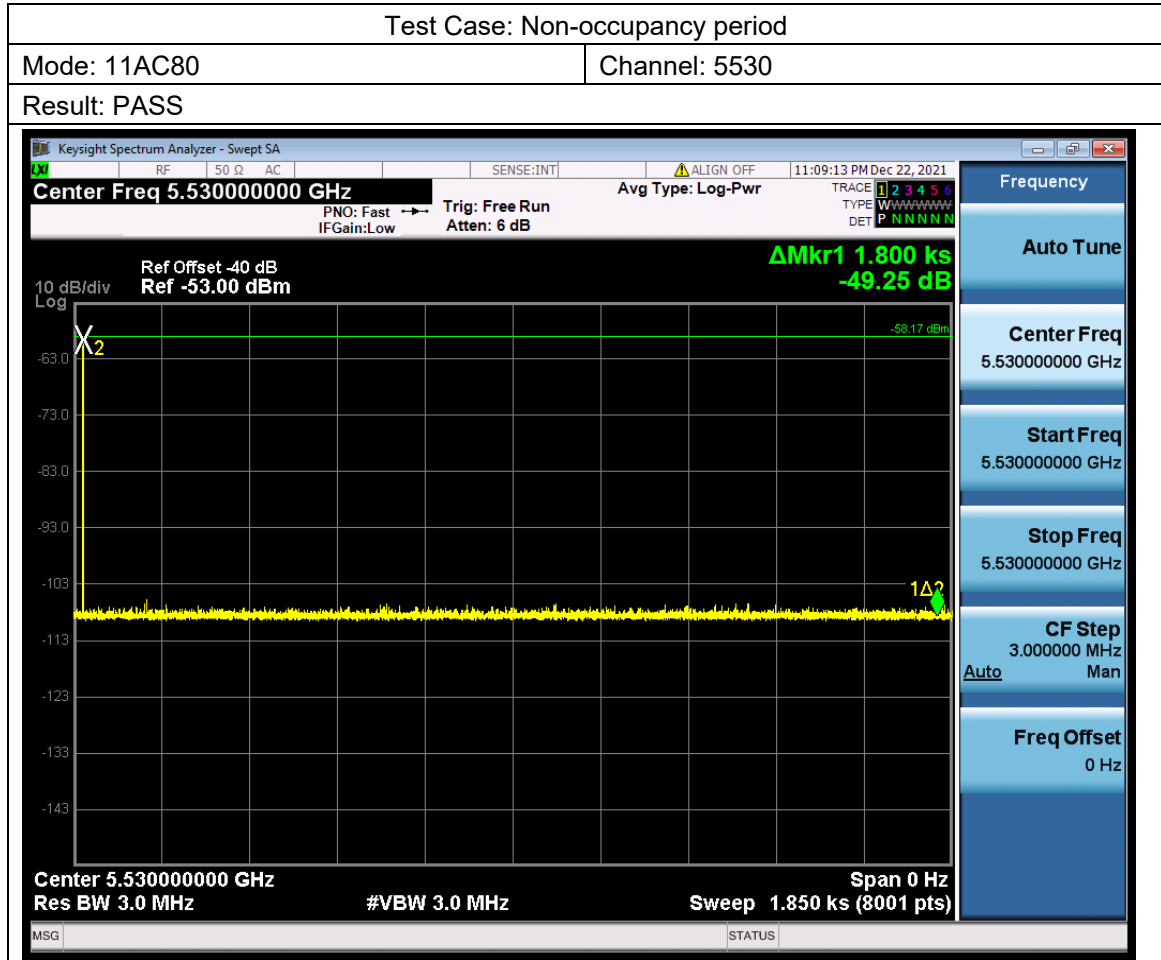 Test Case: Non-occupancy period
Mode: 11AC80
Channel: 5530
Result: PASS
Keysight Spectrum Analyzer - Swept SA
LXI RF 50 Ω AC SENSE:INT ALIGN OFF 11:09:13 PM Dec 22, 2021
Center Freq 5.530000000 GHz
PNO: Fast
IFGain:Low
Trig: Free Run
Atten: 6 dB
Avg Type: Log-Pwr
TRACE 1 2 3 4 5 6
TYPE WWWWWWW
DET P N N N N N
ΔMkr1 1.800 ks
-49.25 dB
Ref Offset -40 dB
10 dB/div Ref -53.00 dBm
Log
-58.17 dBm
2
-63.0
-73.0
-83.0
-93.0
-103
1Δ2
-113
-123
-133
-143
Center 5.530000000 GHz Span 0 Hz
Res BW 3.0 MHz #VBW 3.0 MHz Sweep 1.850 ks (8001 pts)
MSG STATUS
Frequency
Auto Tune
Center Freq
5.530000000 GHz
Start Freq
5.530000000 GHz
Stop Freq
5.530000000 GHz
CF Step
3.000000 MHz
Auto Man
Freq Offset
0 Hz